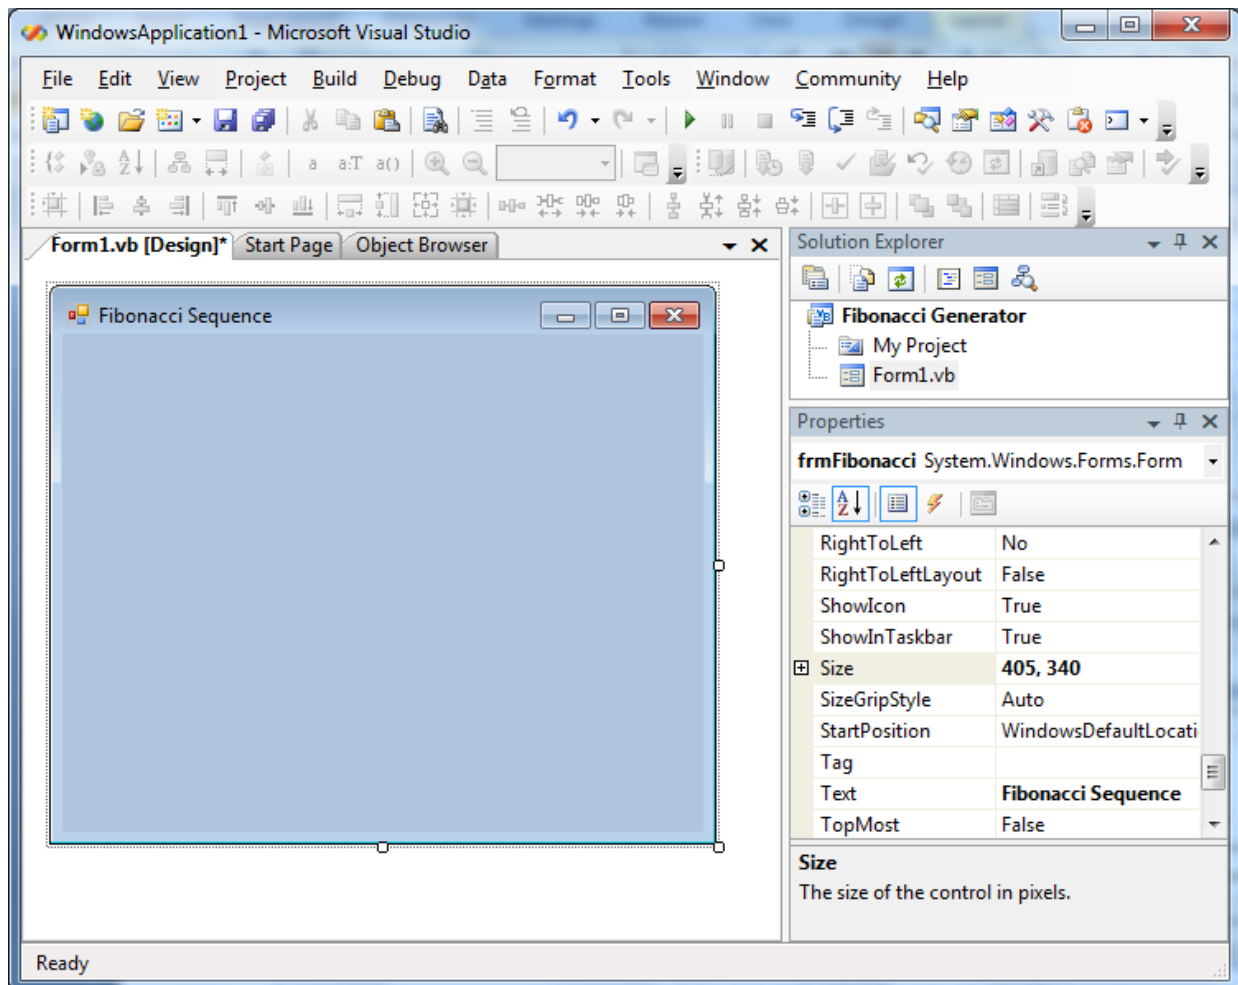 WindowsApplication1 - Microsoft Visual Studio
File Edit View Project Build Debug Data Format Tools Window Community Help
a a:T a()
Form1.vb [Design]* Start Page Object Browser
Fibonacci Sequence
Solution Explorer
Fibonacci Generator
My Project
Form1.vb
Properties
frmFibonacci System.Windows.Forms.Form
RightToLeft No
RightToLeftLayout False
ShowIcon True
ShowInTaskbar True
Size 405, 340
SizeGripStyle Auto
StartPosition WindowsDefaultLocati
Tag
Text Fibonacci Sequence
TopMost False
Size
The size of the control in pixels.
Ready